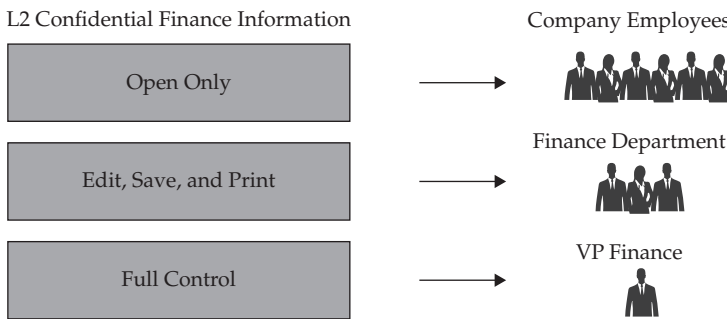 L2 Confidential Finance Information
Company Employees
Open Only
Finance Department
Edit, Save, and Print
VP Finance
Full Control